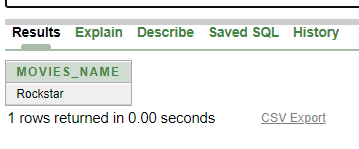 Results Explain Describe Saved SQL History
MOVIES_NAME
Rockstar
1 rows returned in 0.00 seconds CSV Export